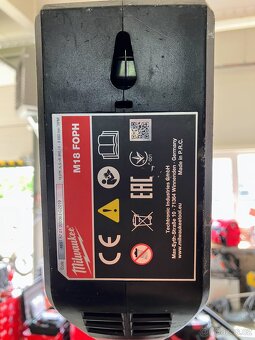 M18 FOPH
Milwaukee
CE
EAC
Techtronic Industries GmbH
Max-Eyth-Straße 10 · 71364 Winnenden · Germany
www.milwaukeetool.eu
Made in P.R.C.